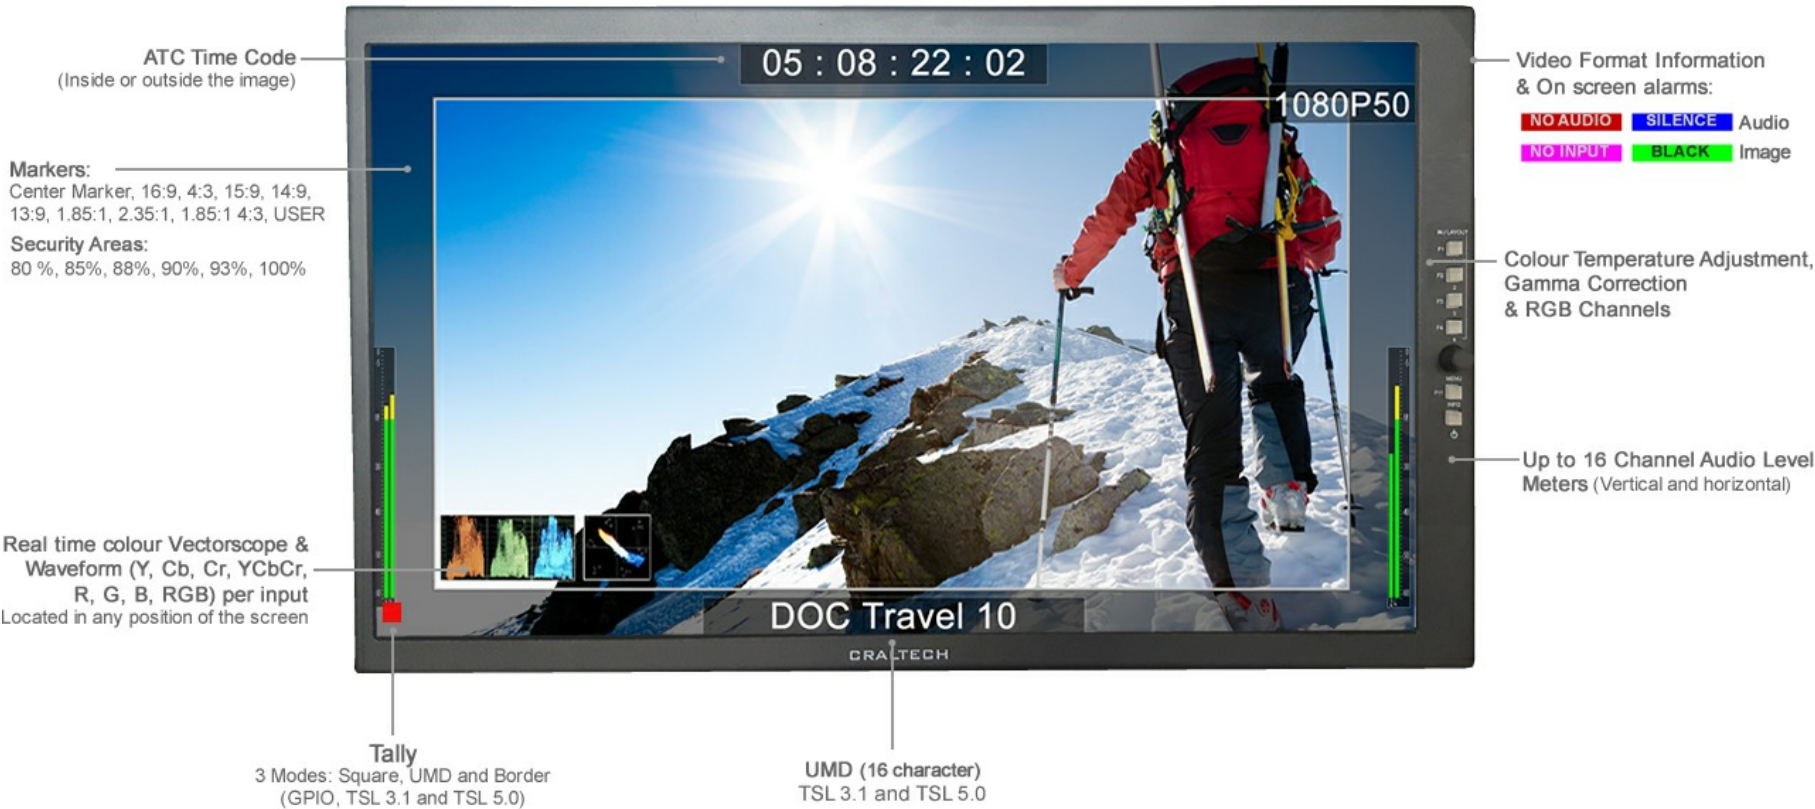 ATC Time Code
(Inside or outside the image)
05 : 08 : 22 : 02
Video Format Information
& On screen alarms:
NO AUDIO SILENCE Audio
NO INPUT BLACK Image
1080P50
Markers:
Center Marker, 16:9, 4:3, 15:9, 14:9,
13:9, 1.85:1, 2.35:1, 1.85:1 4:3, USER
Security Areas:
80 %, 85%, 88%, 90%, 93%, 100%
Colour Temperature Adjustment,
Gamma Correction
& RGB Channels
MENU
INFO
Up to 16 Channel Audio Level
Meters (Vertical and horizontal)
Real time colour Vectorscope &
Waveform (Y, Cb, Cr, YCbCr,
R, G, B, RGB) per input
Located in any position of the screen
DOC Travel 10
CRALTECH
Tally
3 Modes: Square, UMD and Border
(GPIO, TSL 3.1 and TSL 5.0)
UMD (16 character)
TSL 3.1 and TSL 5.0